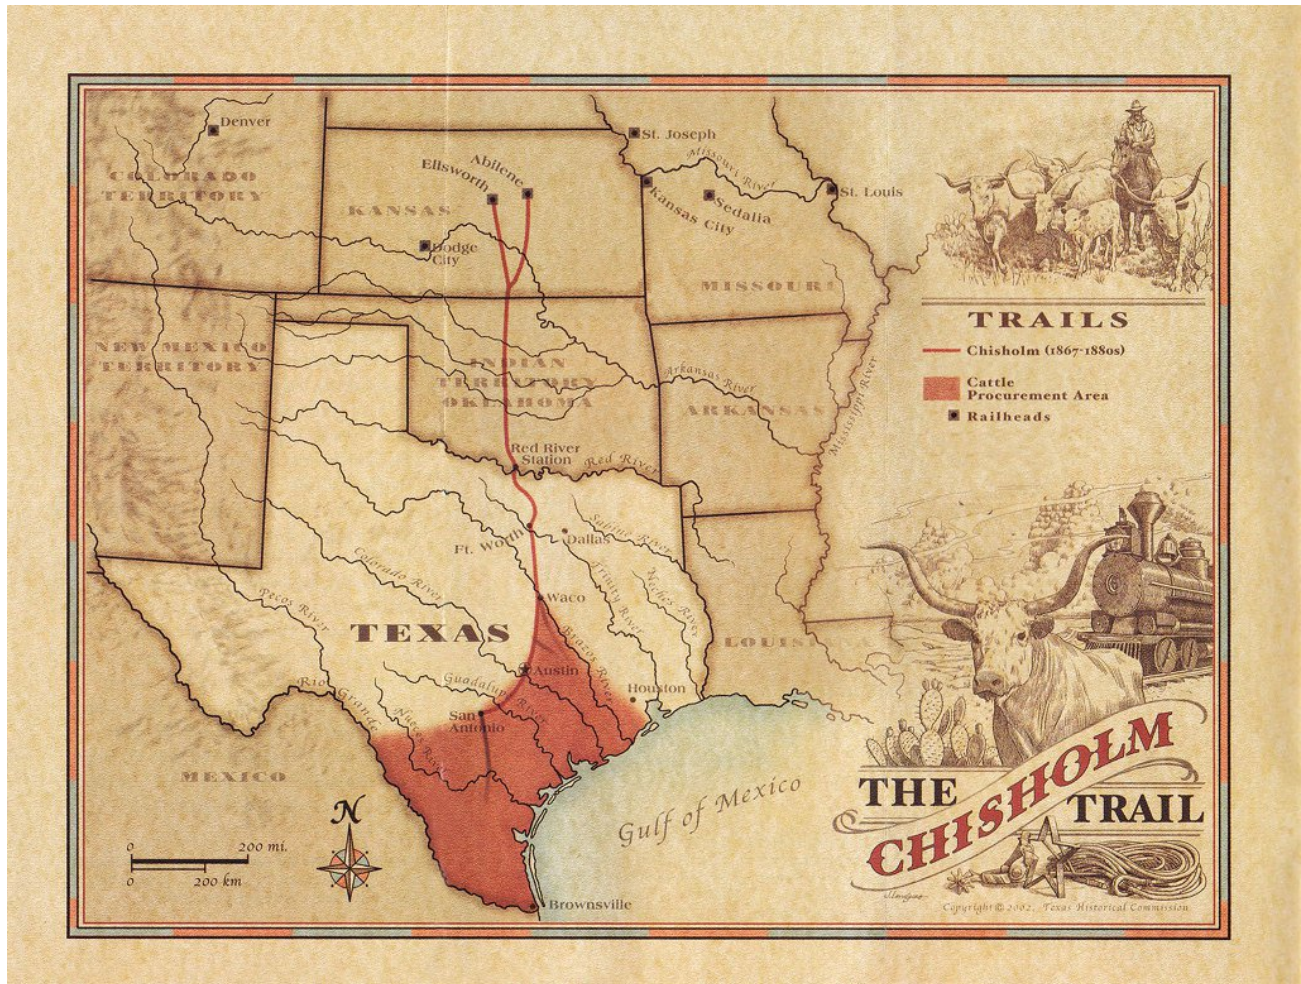 Denver
COLORADO
TERRITORY
KANSAS
Ellsworth
Abilene
Dodge
City
St. Joseph
Missouri River
Kansas City
Sedalia
St. Louis
MISSOURI
NEW MEXICO
TERRITORY
INDIAN
TERRITORY
OKLAHOMA
Arkansas River
ARKANSAS
Mississippi River
Red River
Station
Red River
Ft. Worth
Dallas
Sabine River
Trinity River
Neches River
Colorado River
Pecos River
Waco
TEXAS
Brazos River
LOUIS
Austin
Guadalupe River
Houston
Rio Grande
Nueces River
San
Antonio
MEXICO
Gulf of Mexico
Brownsville
N
0 200 mi.
0 200 km
TRAILS
Chisholm (1867-1880s)
Cattle
Procurement Area
Railheads
THE
CHISHOLM
TRAIL
Copyright © 2002. Texas Historical Commission